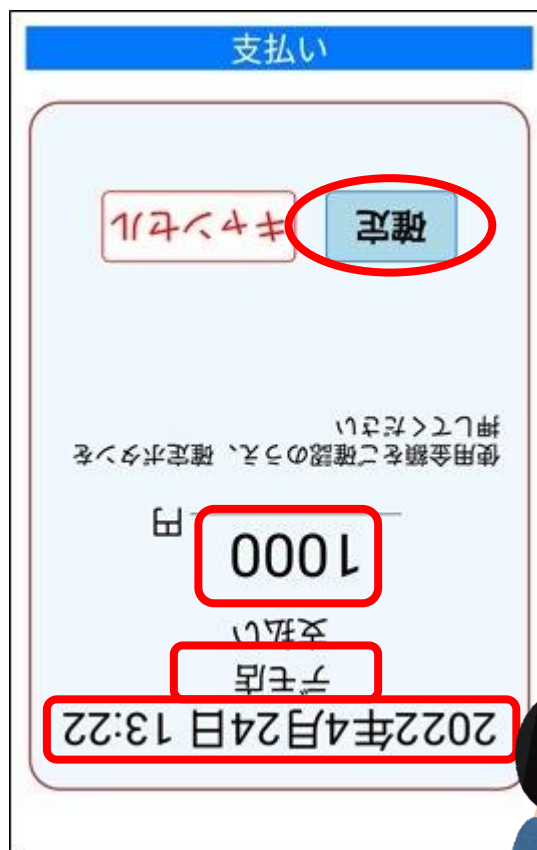 支払い
2022年4月24日 13:22
デモ店
支払い
1000 円
使用金額をご確認のうえ、確定ボタンを
押してください
確定 キャンセル